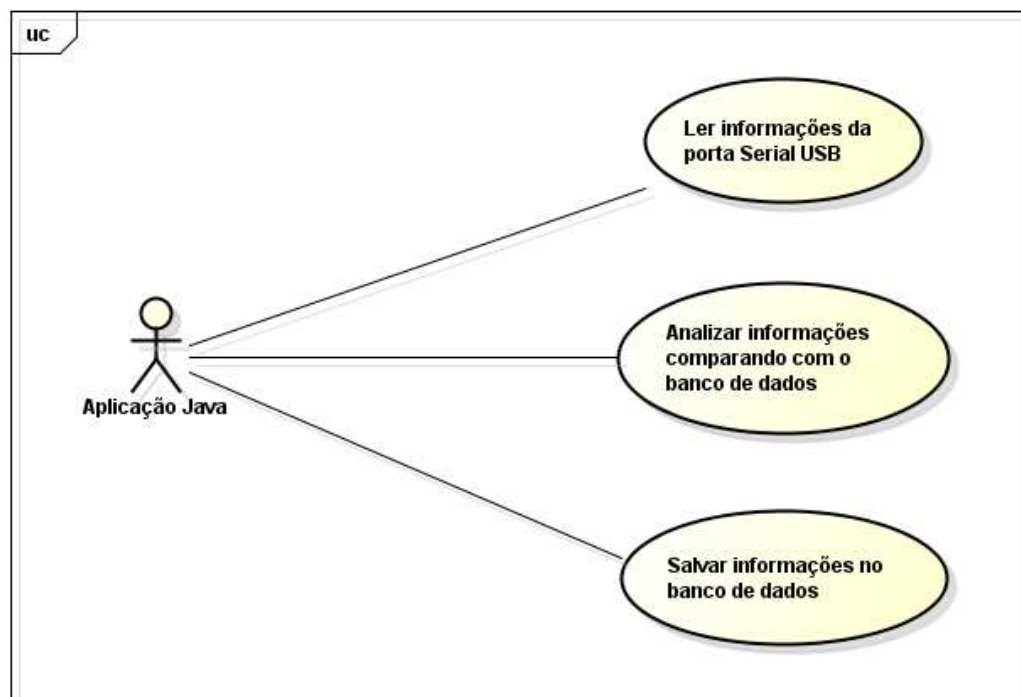 uc
Ler informações da
porta Serial USB
Analizar informações
comparando com o
banco de dados
Aplicação Java
Salvar informações no
banco de dados